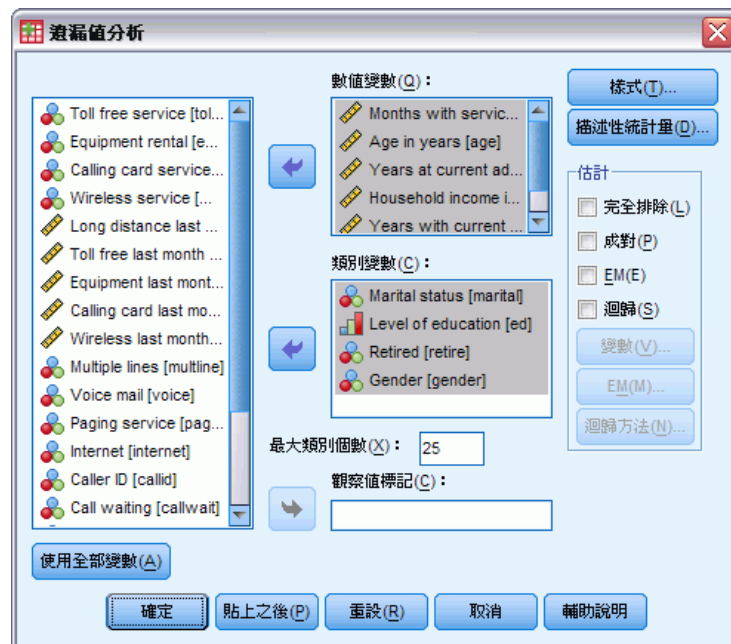 遺漏值分析
Toll free service [tol...
Equipment rental [e...
Calling card service...
Wireless service [...
Long distance last ...
Toll free last month ...
Equipment last mont...
Calling card last mo...
Wireless last month...
Multiple lines [multline]
Voice mail [voice]
Paging service [pag...
Internet [internet]
Caller ID [callid]
Call waiting [callwait]
使用全部變數(A)
數值變數(Q)：
Months with servic...
Age in years [age]
Years at current ad...
Household income i...
Years with current ...
類別變數(C)：
Marital status [marital]
Level of education [ed]
Retired [retire]
Gender [gender]
最大類別個數(X)： 25
觀察值標記(C)：
樣式(T)...
描述性統計量(D)...
估計
完全排除(L)
成對(P)
EM(E)
迴歸(S)
變數(V)...
EM(M)...
迴歸方法(N)...
確定 貼上之後(P) 重設(R) 取消 輔助說明